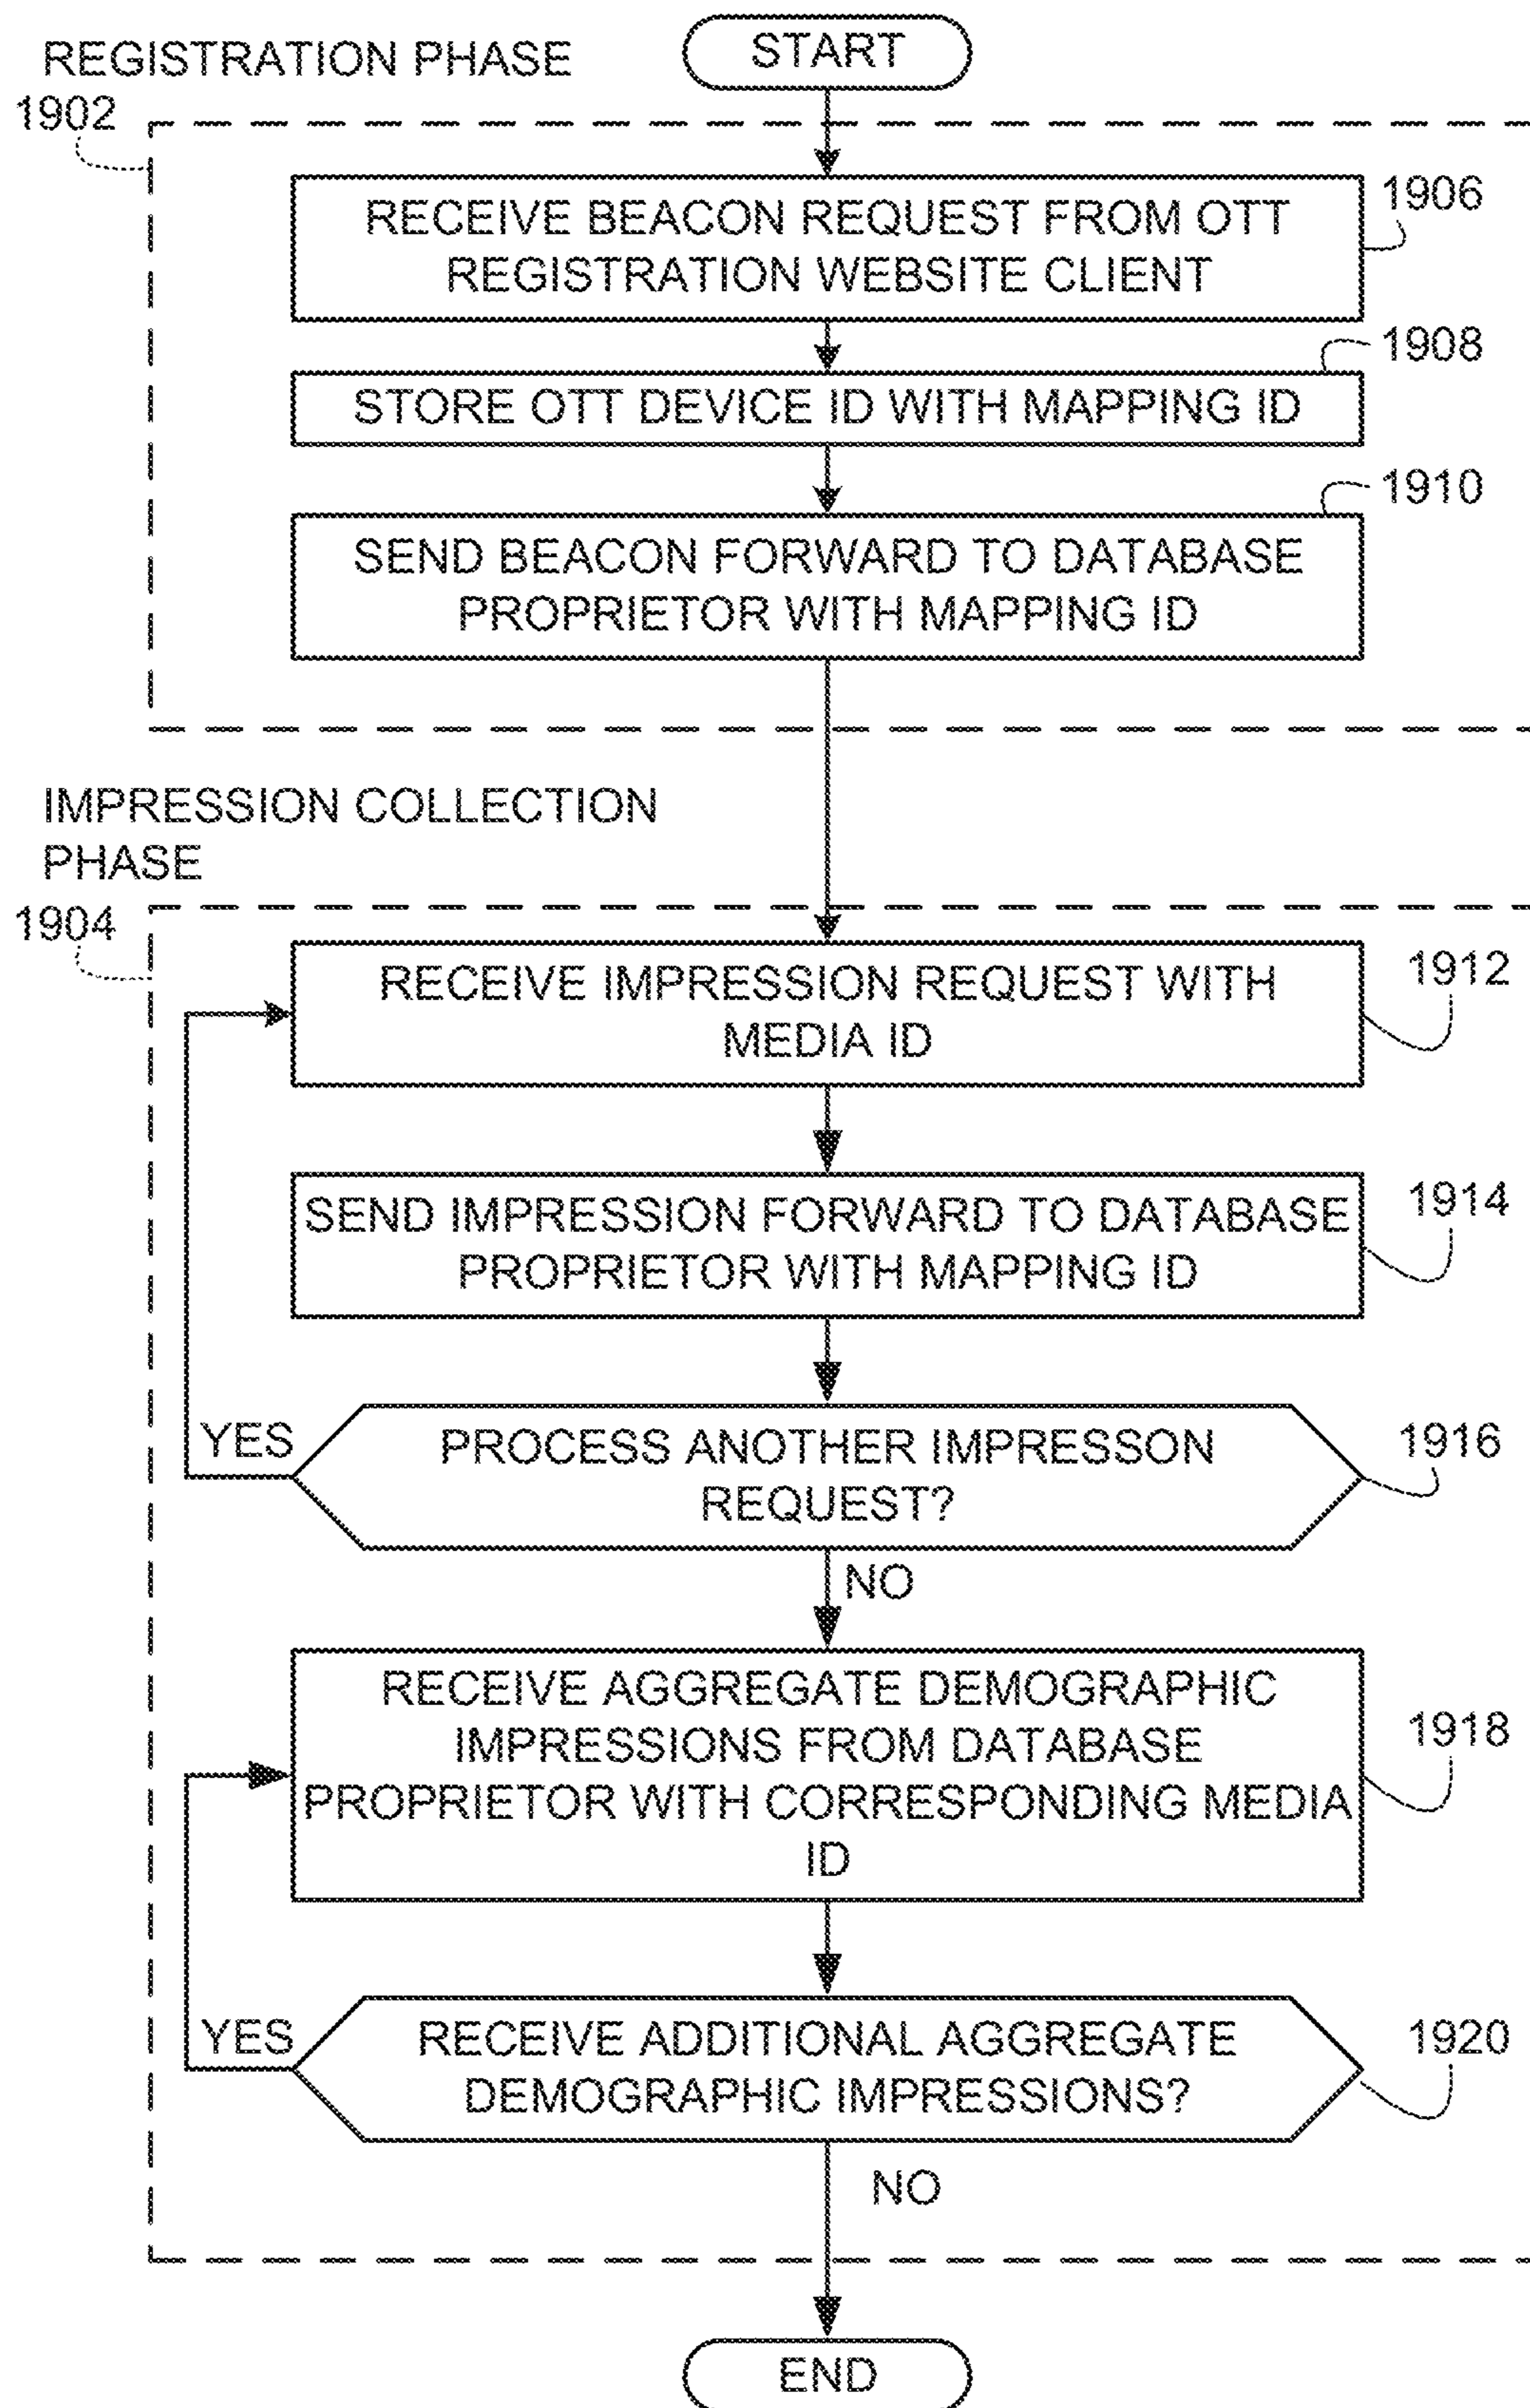 START
REGISTRATION PHASE
1902
RECEIVE BEACON REQUEST FROM OTT
REGISTRATION WEBSITE CLIENT
1906
STORE OTT DEVICE ID WITH MAPPING ID
1908
SEND BEACON FORWARD TO DATABASE
PROPRIETOR WITH MAPPING ID
1910
IMPRESSION COLLECTION
PHASE
1904
RECEIVE IMPRESSION REQUEST WITH
MEDIA ID
1912
SEND IMPRESSION FORWARD TO DATABASE
PROPRIETOR WITH MAPPING ID
1914
YES
PROCESS ANOTHER IMPRESSON
REQUEST?
1916
NO
RECEIVE AGGREGATE DEMOGRAPHIC
IMPRESSIONS FROM DATABASE
PROPRIETOR WITH CORRESPONDING MEDIA
ID
1918
YES
RECEIVE ADDITIONAL AGGREGATE
DEMOGRAPHIC IMPRESSIONS?
1920
NO
END